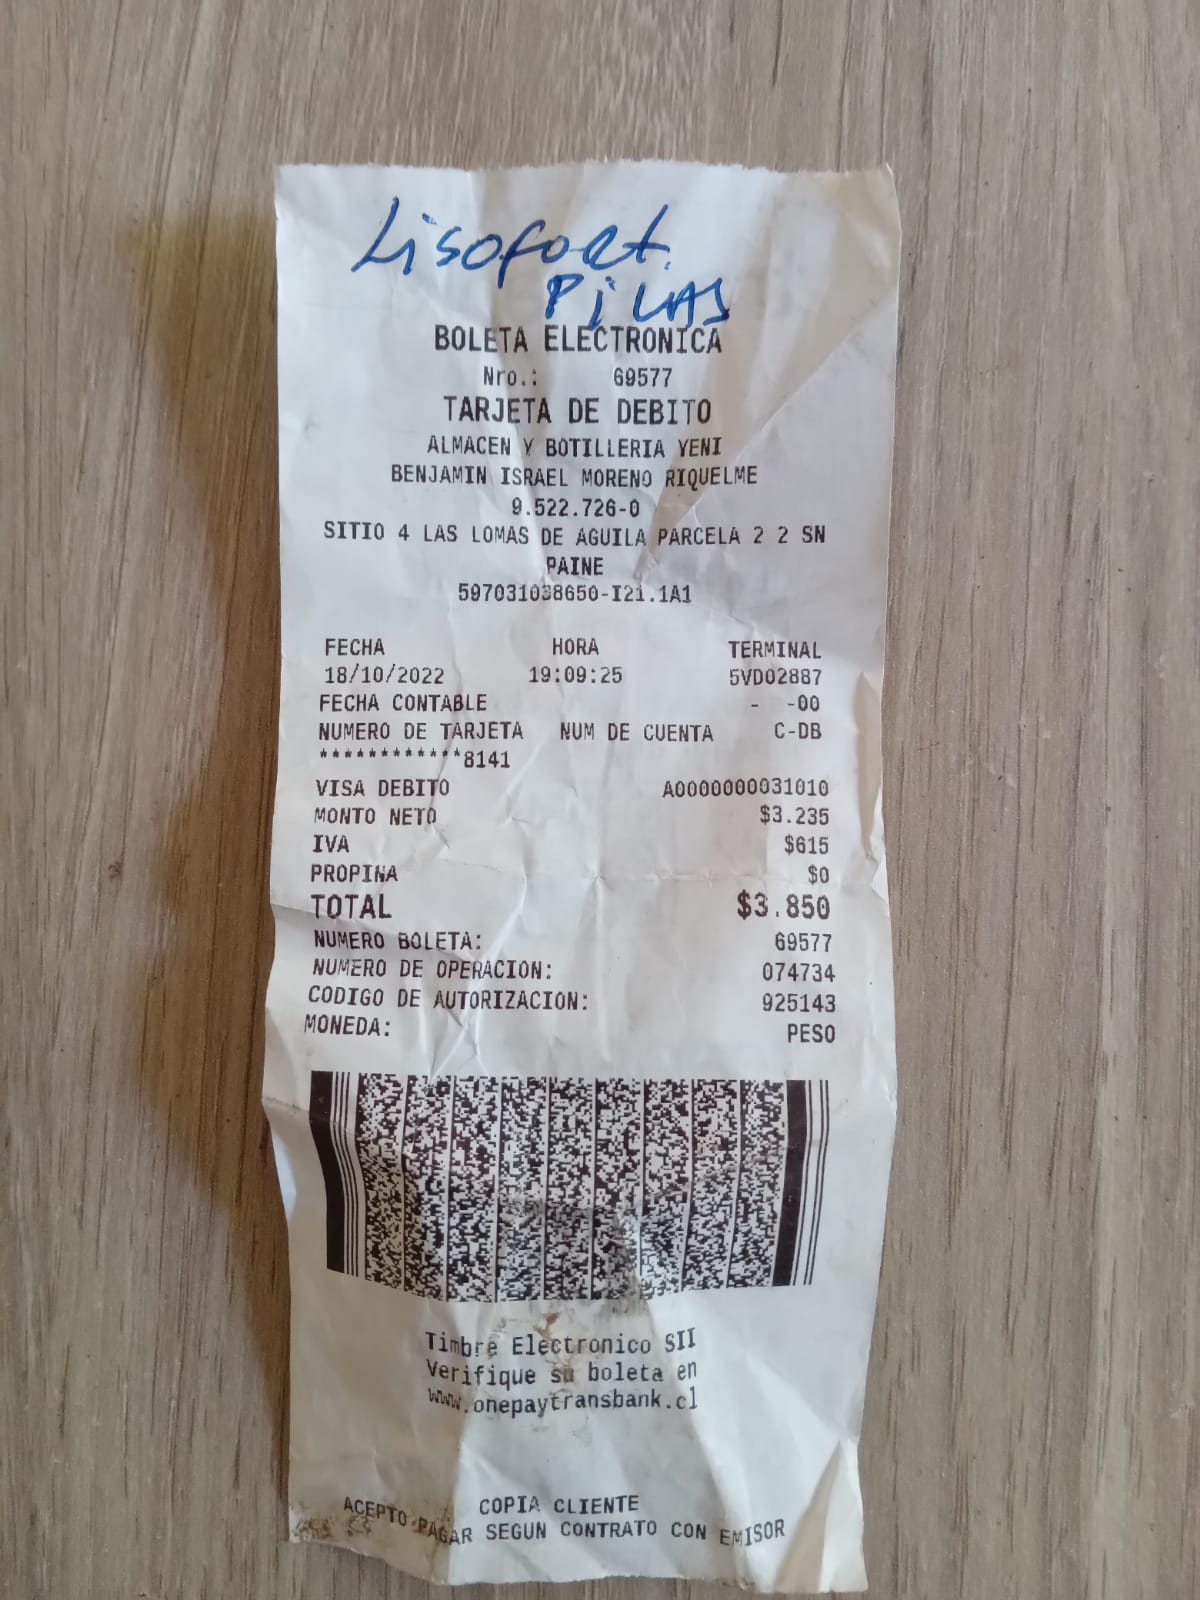 Lisofort.
PiLAS
BOLETA ELECTRONICA
Nro.: 69577
TARJETA DE DEBITO
ALMACEN Y BOTILLERIA YENI
BENJAMIN ISRAEL MORENO RIQUELME
9.522.726-0
SITIO 4 LAS LOMAS DE AGUILA PARCELA 2 2 SN
PAINE
597031038650-I21.1A1
FECHA HORA TERMINAL
18/10/2022 19:09:25 5VD02887
FECHA CONTABLE - -00
NUMERO DE TARJETA NUM DE CUENTA C-DB
************8141
VISA DEBITO A0000000031010
MONTO NETO $3.235
IVA $615
PROPINA $0
TOTAL $3.850
NUMERO BOLETA: 69577
NUMERO DE OPERACION: 074734
CODIGO DE AUTORIZACION: 925143
MONEDA: PESO
Timbre Electronico SII
Verifique su boleta en
www.onepaytransbank.cl
COPIA CLIENTE
ACEPTO PAGAR SEGUN CONTRATO CON EMISOR